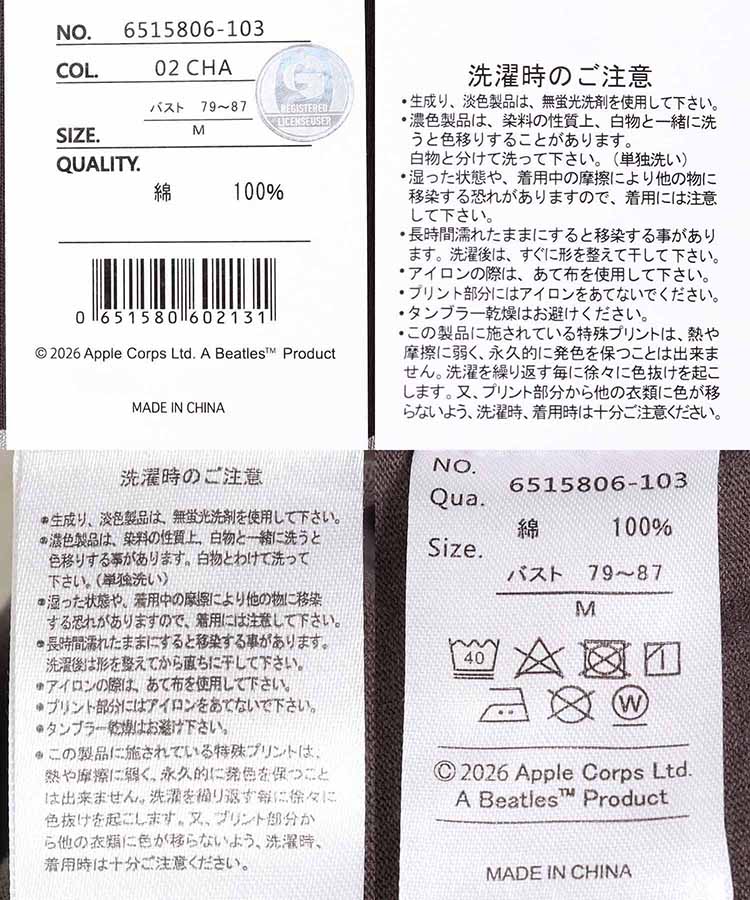 NO. 6515806-103
COL. 02 CHA
G
REGISTERED
LICENSEUSER
バスト 79～87
SIZE. M
QUALITY.
綿 100%
0 651580 602131
© 2026 Apple Corps Ltd. A Beatles™ Product
MADE IN CHINA
洗濯時のご注意
・生成り、淡色製品は、無蛍光洗剤を使用して下さい。
・濃色製品は、染料の性質上、白物と一緒に洗
うと色移りすることがあります。
白物と分けて洗って下さい。（単独洗い）
・湿った状態や、着用中の摩擦により他の物に
移染する恐れがありますので、着用には注意
して下さい。
・長時間濡れたままにすると移染する事があり
ます。洗濯後は、すぐに形を整えて干して下さい。
・アイロンの際は、あて布を使用して下さい。
・プリント部分にはアイロンをあてないでください。
・タンブラー乾燥はお避けください。
・この製品に施されている特殊プリントは、熱や
摩擦に弱く、永久的に発色を保つことは出来ま
せん。洗濯を繰り返す毎に徐々に色抜けを起こ
します。又、プリント部分から他の衣類に色が移
らないよう、洗濯時、着用時は十分ご注意ください。
洗濯時のご注意
●生成り、淡色製品は、無蛍光洗剤を使用して下さい。
●濃色製品は、染料の性質上、白物と一緒に洗うと
色移りする事があります。白物とわけて洗って
下さい。（単独洗い）
●湿った状態や、着用中の摩擦により他の物に移染
する恐れがありますので、着用には注意して下さい。
●長時間濡れたままにすると移染する事があります。
洗濯後は形を整えてから直ちに干して下さい。
●アイロンの際は、あて布を使用して下さい。
●プリント部分にはアイロンをあてないで下さい。
●タンブラー乾燥はお避け下さい。
●この製品に施されている特殊プリントは、
熱や摩擦に弱く、永久的に発色を保つこと
は出来ません。洗濯を繰り返す毎に徐々に
色抜けを起こします。又、プリント部分か
ら他の衣類に色が移らないよう、洗濯時、
着用時は十分ご注意ください。
NO. 6515806-103
Qua. 綿 100%
Size. バスト 79～87
M
40
W
© 2026 Apple Corps Ltd.
A Beatles™ Product
MADE IN CHINA